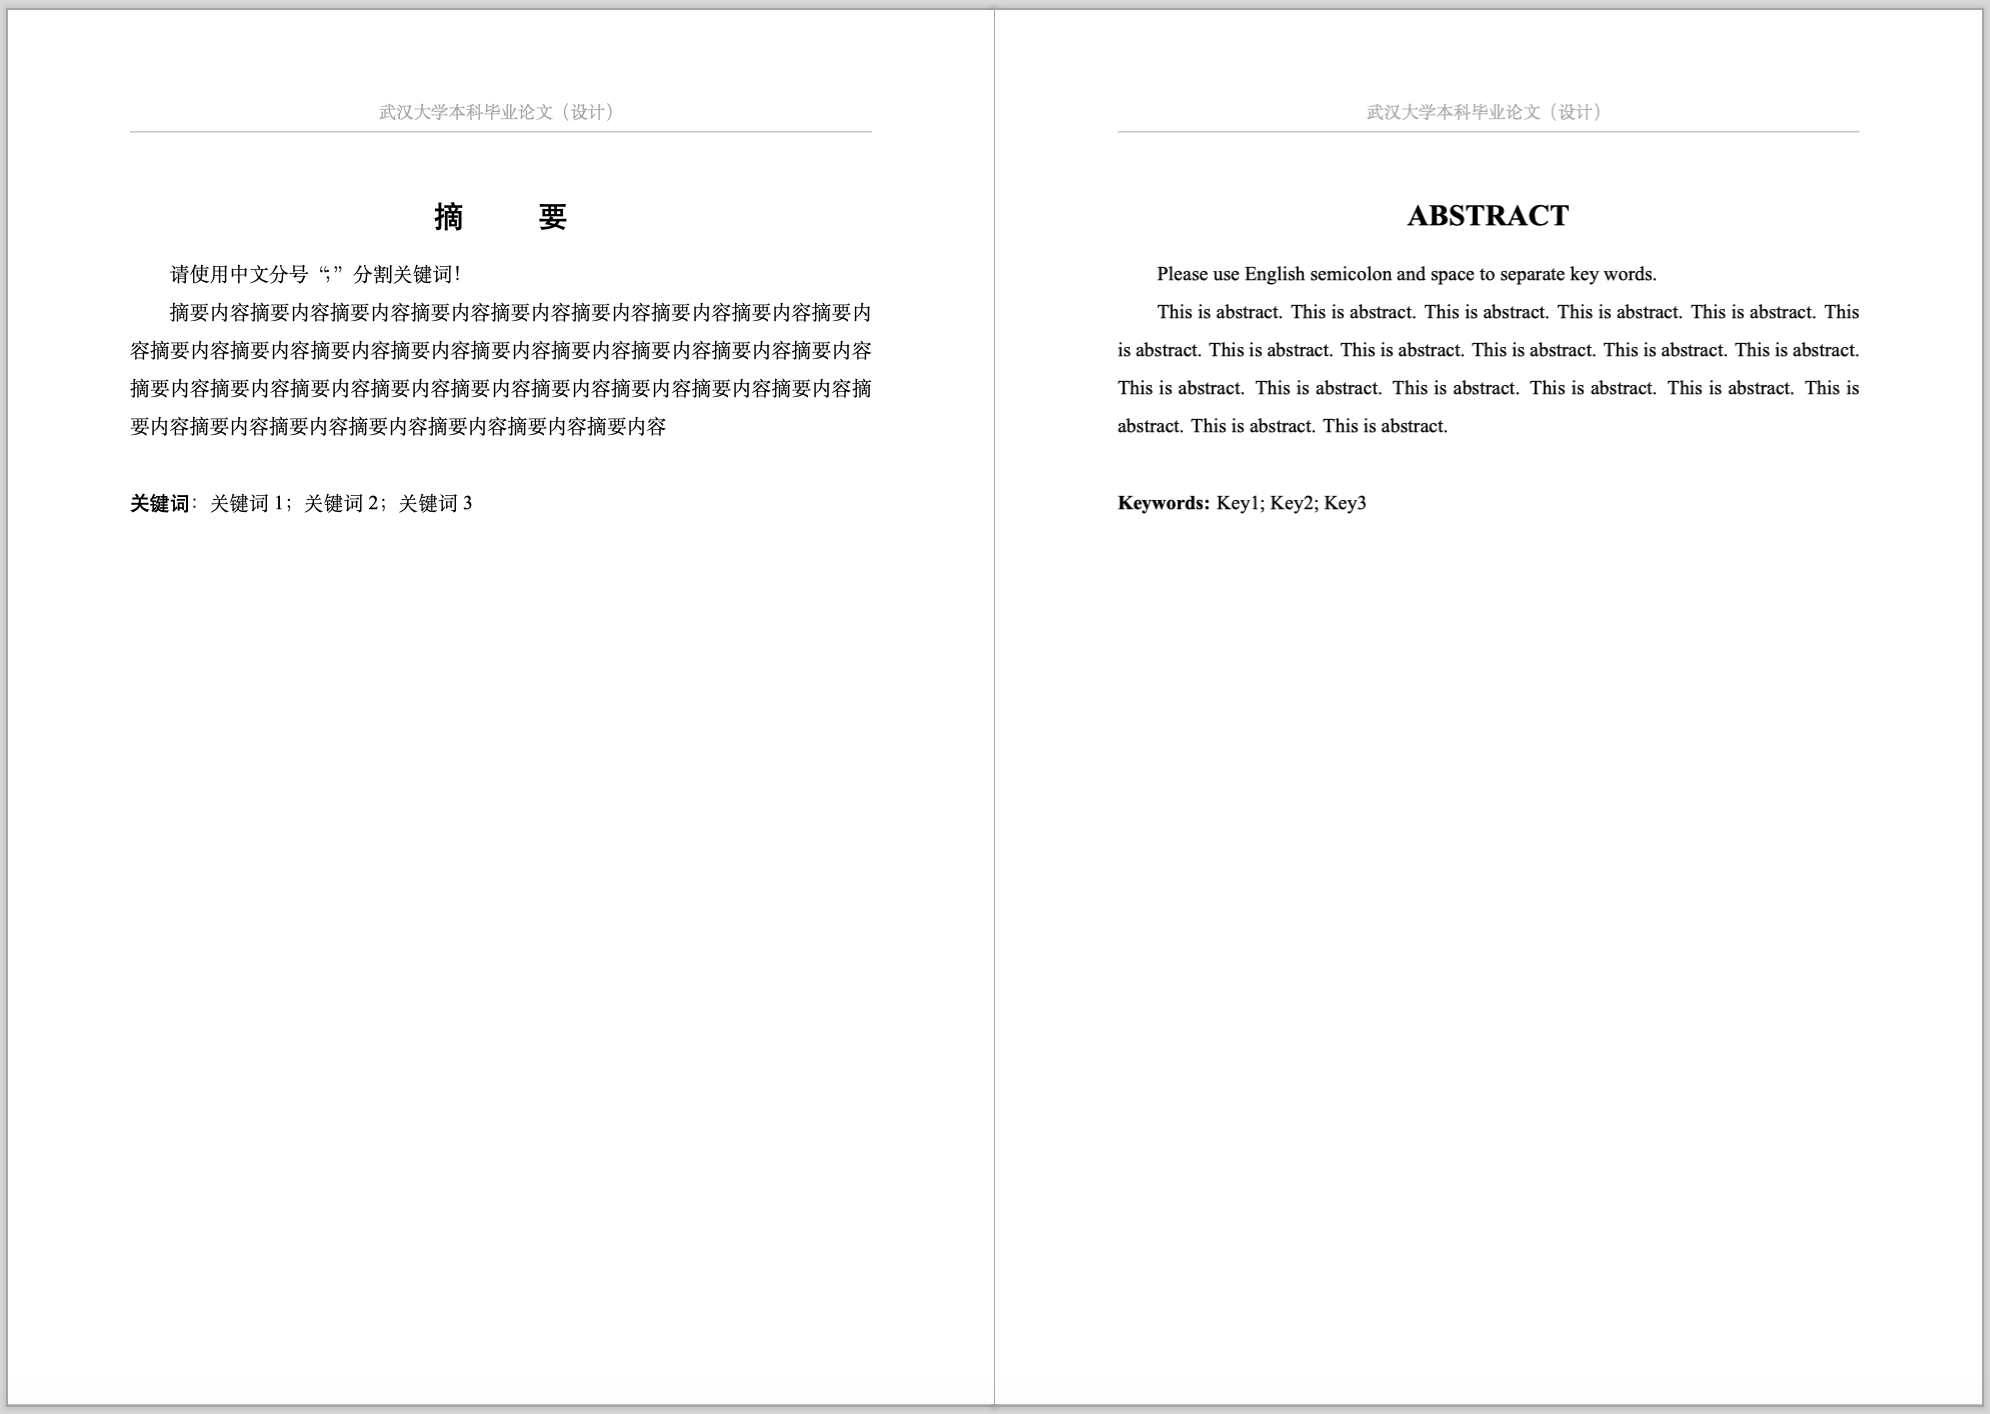 武汉大学本科毕业论文（设计）
摘 要
请使用中文分号“；”分割关键词！
摘要内容摘要内容摘要内容摘要内容摘要内容摘要内容摘要内容摘要内容摘要内
容摘要内容摘要内容摘要内容摘要内容摘要内容摘要内容摘要内容摘要内容摘要内容
摘要内容摘要内容摘要内容摘要内容摘要内容摘要内容摘要内容摘要内容摘要内容摘
要内容摘要内容摘要内容摘要内容摘要内容摘要内容摘要内容
关键词：关键词 1；关键词 2；关键词 3
武汉大学本科毕业论文（设计）
ABSTRACT
Please use English semicolon and space to separate key words.
This is abstract. This is abstract. This is abstract. This is abstract. This is abstract. This
is abstract. This is abstract. This is abstract. This is abstract. This is abstract. This is abstract.
This is abstract. This is abstract. This is abstract. This is abstract. This is abstract. This is
abstract. This is abstract. This is abstract.
Keywords: Key1; Key2; Key3